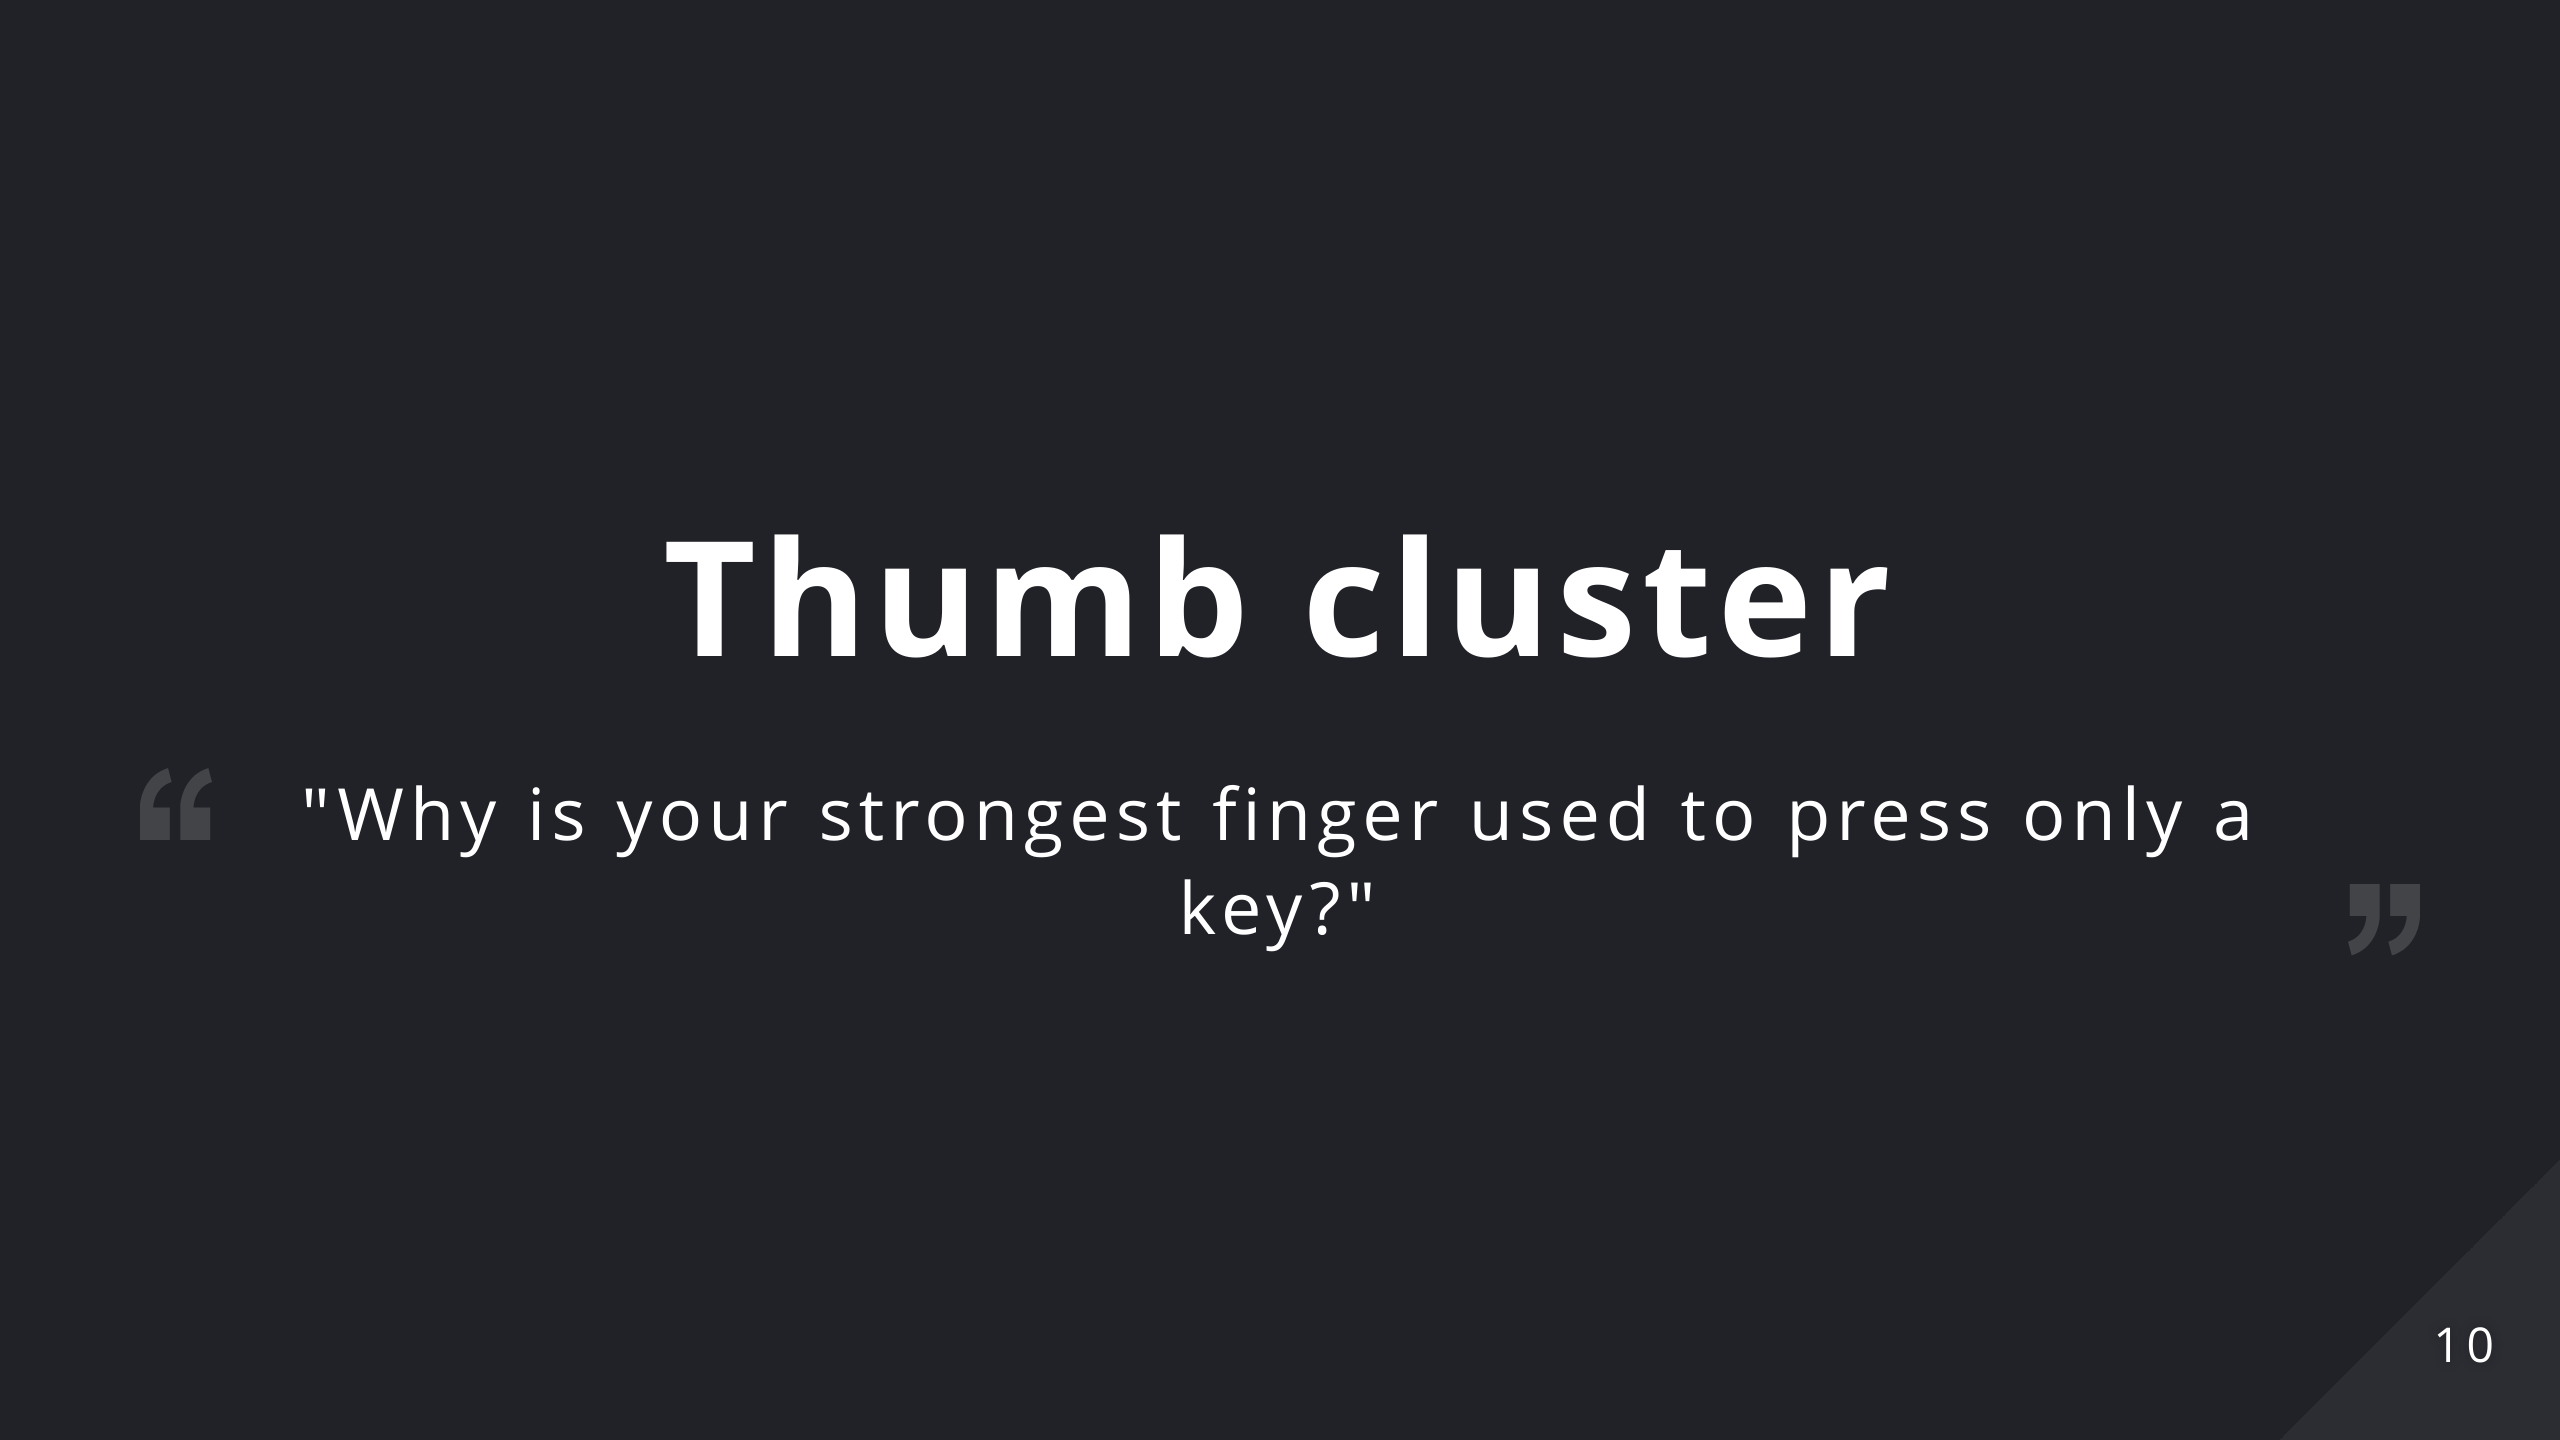 Thumb cluster
“
"Why is your strongest finger used to press only a
key?"
”
10